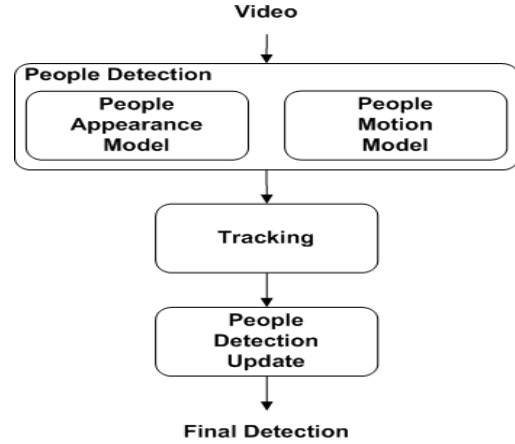 Video
People Detection
People
Appearance
Model
People
Motion
Model
Tracking
People
Detection
Update
Final Detection